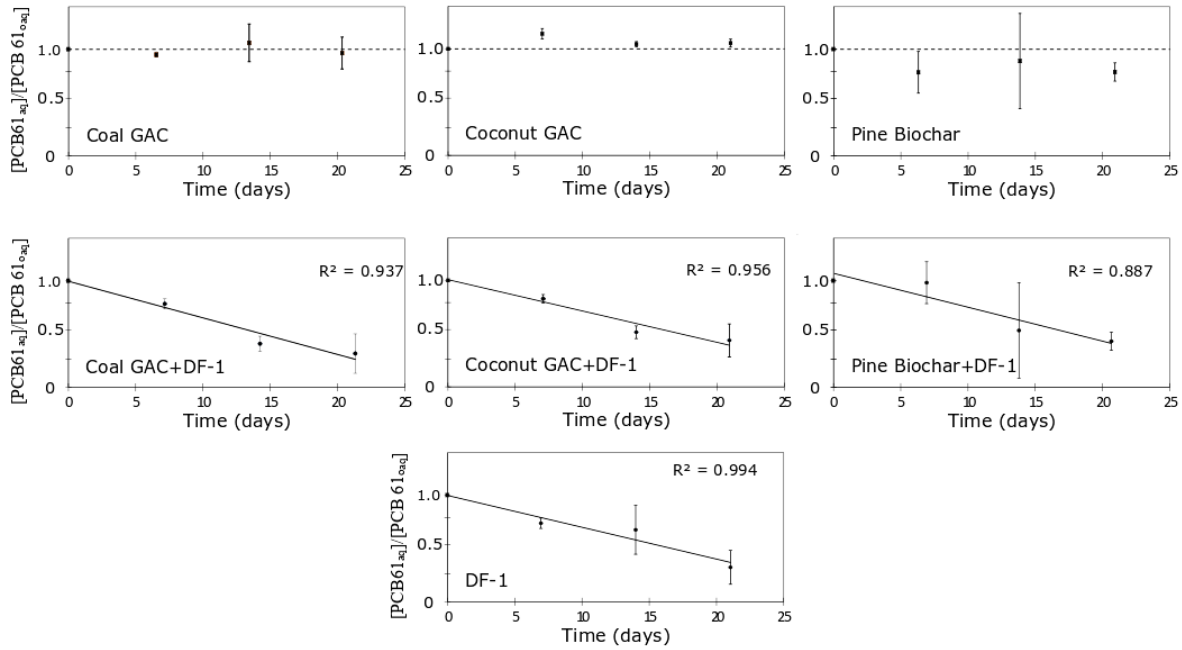 [PCB61aq]/[PCB 61oaq]
1.0
0.5
0
Coal GAC
0 5 10 15 20 25
Time (days)
1.0
0.5
0
Coconut GAC
0 5 10 15 20 25
Time (days)
1.0
0.5
0
Pine Biochar
0 5 10 15 20 25
Time (days)
[PCB61aq]/[PCB 61oaq]
1.0
0.5
0
R² = 0.937
Coal GAC+DF-1
0 5 10 15 20 25
Time (days)
1.0
0.5
0
R² = 0.956
Coconut GAC+DF-1
0 5 10 15 20 25
Time (days)
1.0
0.5
0
R² = 0.887
Pine Biochar+DF-1
0 5 10 15 20 25
Time (days)
[PCB61aq]/[PCB 61oaq]
1.0
0.5
0
R² = 0.994
DF-1
0 5 10 15 20 25
Time (days)